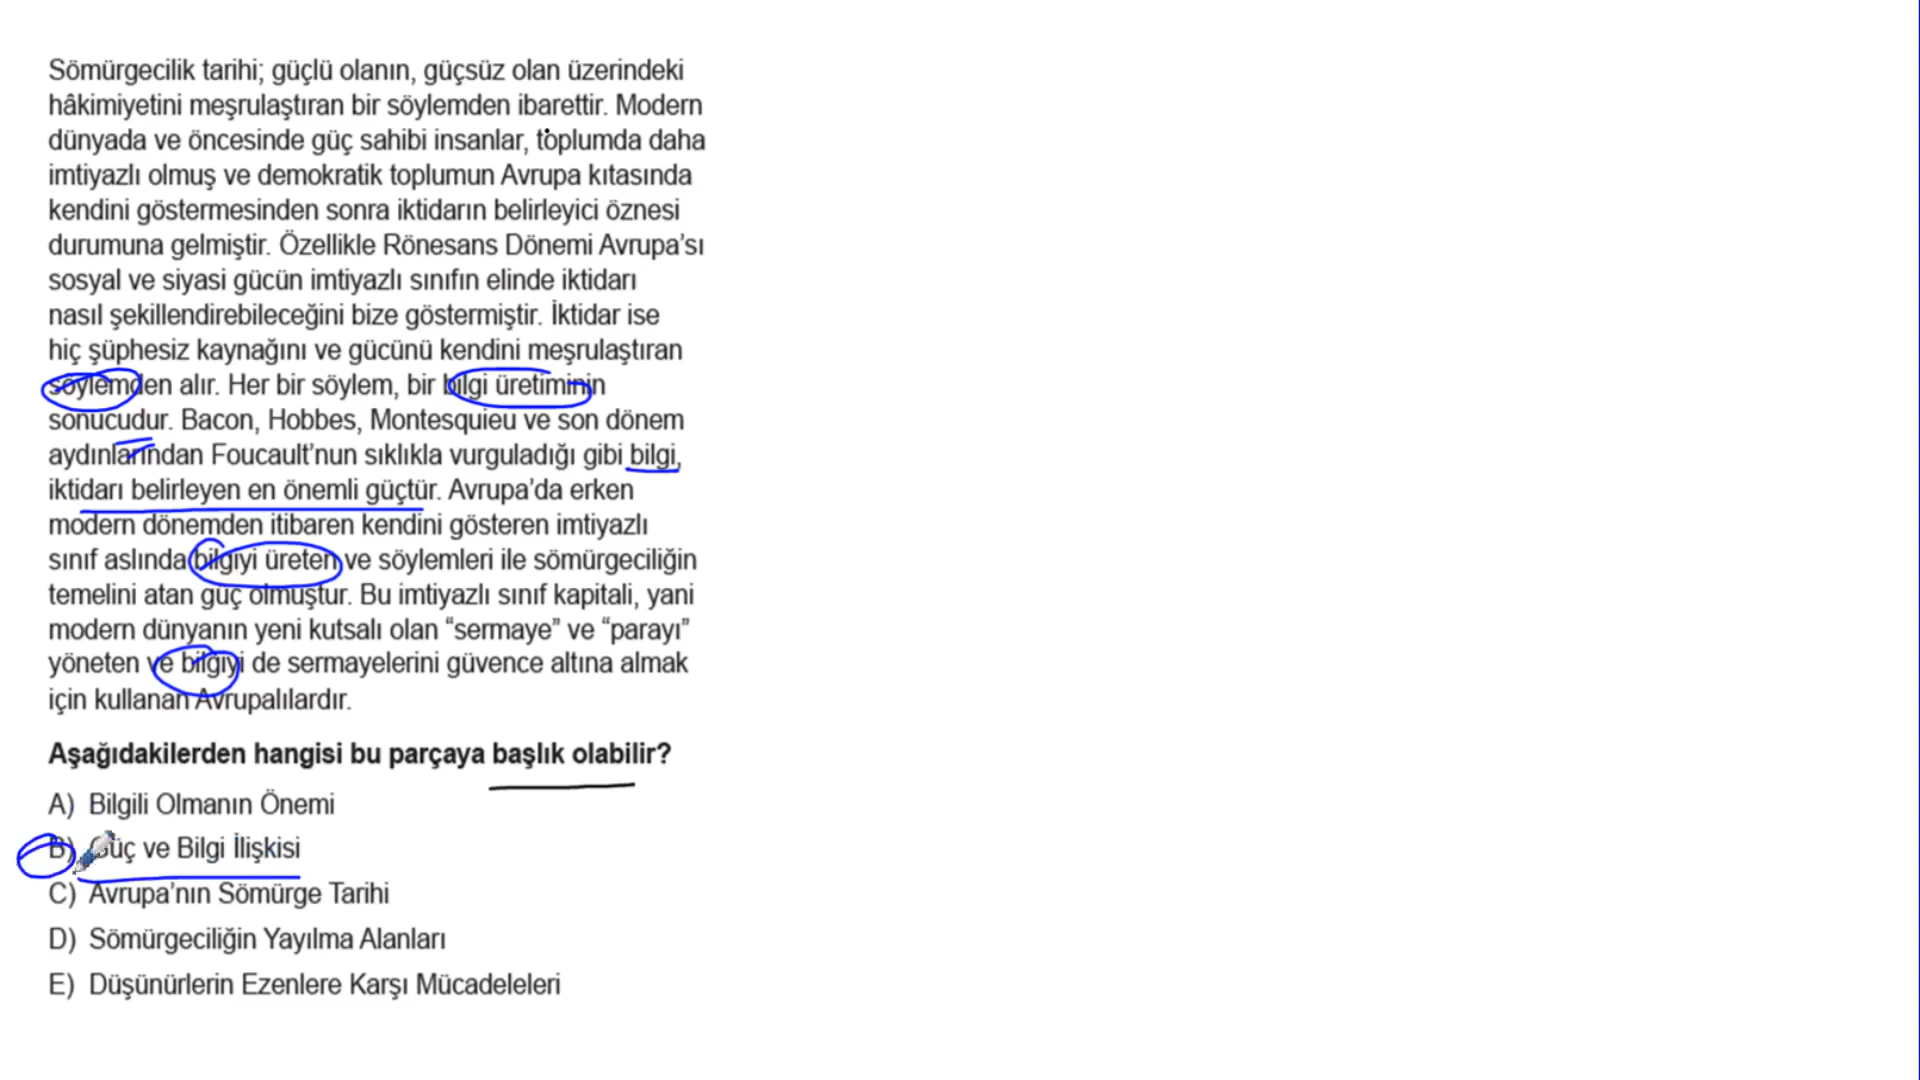 Sömürgecilik tarihi; güçlü olanın, güçsüz olan üzerindeki
hâkimiyetini meşrulaştıran bir söylemden ibarettir. Modern
dünyada ve öncesinde güç sahibi insanlar, toplumda daha
imtiyazlı olmuş ve demokratik toplumun Avrupa kıtasında
kendini göstermesinden sonra iktidarın belirleyici öznesi
durumuna gelmiştir. Özellikle Rönesans Dönemi Avrupa’sı
sosyal ve siyasi gücün imtiyazlı sınıfın elinde iktidarı
nasıl şekillendirebileceğini bize göstermiştir. İktidar ise
hiç şüphesiz kaynağını ve gücünü kendini meşrulaştıran
söylemden alır. Her bir söylem, bir bilgi üretiminin
sonucudur. Bacon, Hobbes, Montesquieu ve son dönem
aydınlarından Foucault’nun sıklıkla vurguladığı gibi bilgi,
iktidarı belirleyen en önemli güçtür. Avrupa’da erken
modern dönemden itibaren kendini gösteren imtiyazlı
sınıf aslında bilgiyi üreten ve söylemleri ile sömürgeciliğin
temelini atan güç olmuştur. Bu imtiyazlı sınıf kapitali, yani
modern dünyanın yeni kutsalı olan “sermaye” ve “parayı”
yöneten ve bilgiyi de sermayelerini güvence altına almak
için kullanan Avrupalılardır.
Aşağıdakilerden hangisi bu parçaya başlık olabilir?
A) Bilgili Olmanın Önemi
B) Güç ve Bilgi İlişkisi
C) Avrupa’nın Sömürge Tarihi
D) Sömürgeciliğin Yayılma Alanları
E) Düşünürlerin Ezenlere Karşı Mücadeleleri